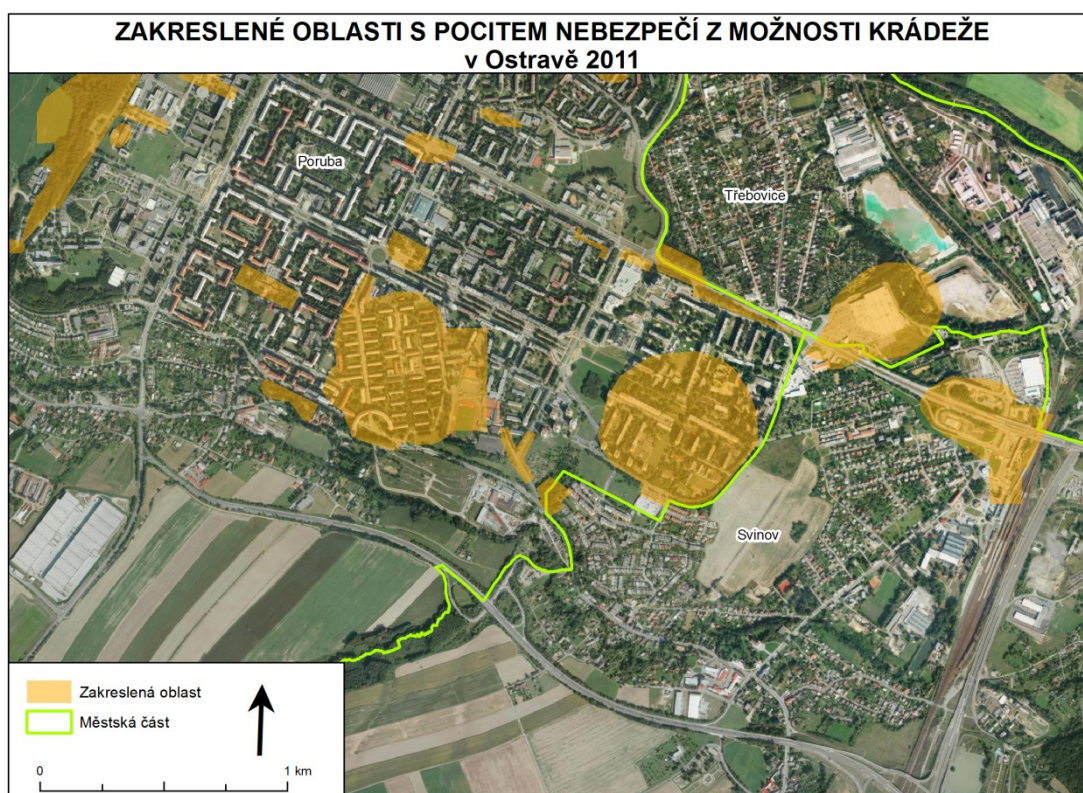 ZAKRESLENÉ OBLASTI S POCITEM NEBEZPEČÍ Z MOŽNOSTI KRÁDEŽE
v Ostravě 2011
Poruba
Třebovice
Svinov
Zakreslená oblast
Městská část
0
1 km